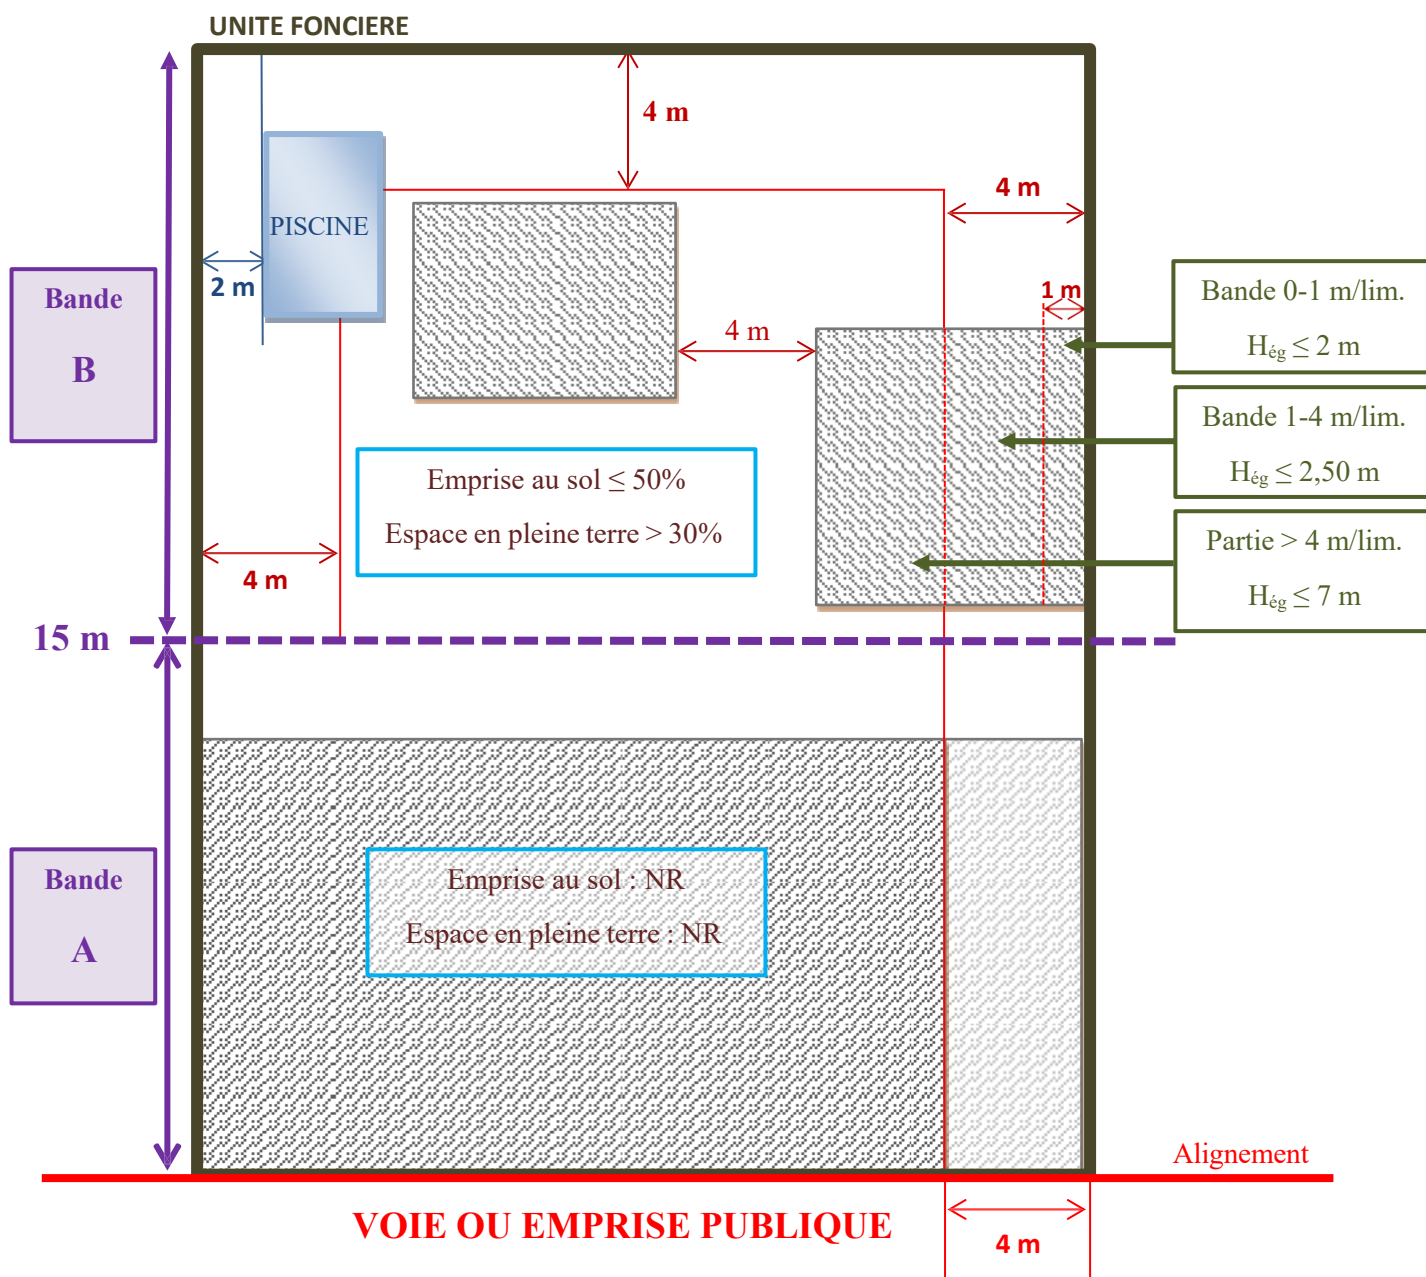 UNITE FONCIERE
4 m
4 m
PISCINE
2 m
1 m
Bande
B
Bande 0-1 m/lim.
Hég ≤ 2 m
4 m
Bande 1-4 m/lim.
Hég ≤ 2,50 m
Emprise au sol ≤ 50%
Espace en pleine terre > 30%
Partie > 4 m/lim.
Hég ≤ 7 m
4 m
15 m
Bande
A
Emprise au sol : NR
Espace en pleine terre : NR
Alignement
VOIE OU EMPRISE PUBLIQUE
4 m